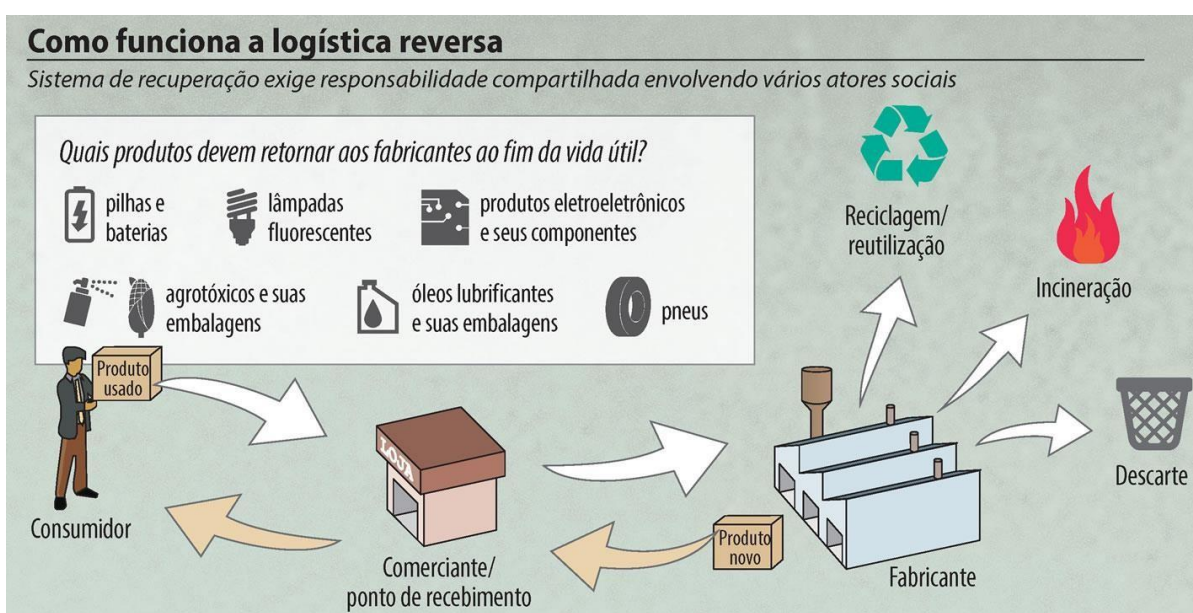 Como funciona a logística reversa
Sistema de recuperação exige responsabilidade compartilhada envolvendo vários atores sociais
Quais produtos devem retornar aos fabricantes ao fim da vida útil?
pilhas e
baterias
lâmpadas
fluorescentes
produtos eletroeletrônicos
e seus componentes
agrotóxicos e suas
embalagens
óleos lubrificantes
e suas embalagens
pneus
Reciclagem/
reutilização
Incineração
Descarte
Produto
usado
Consumidor
LOJA
Comerciante/
ponto de recebimento
Produto
novo
Fabricante